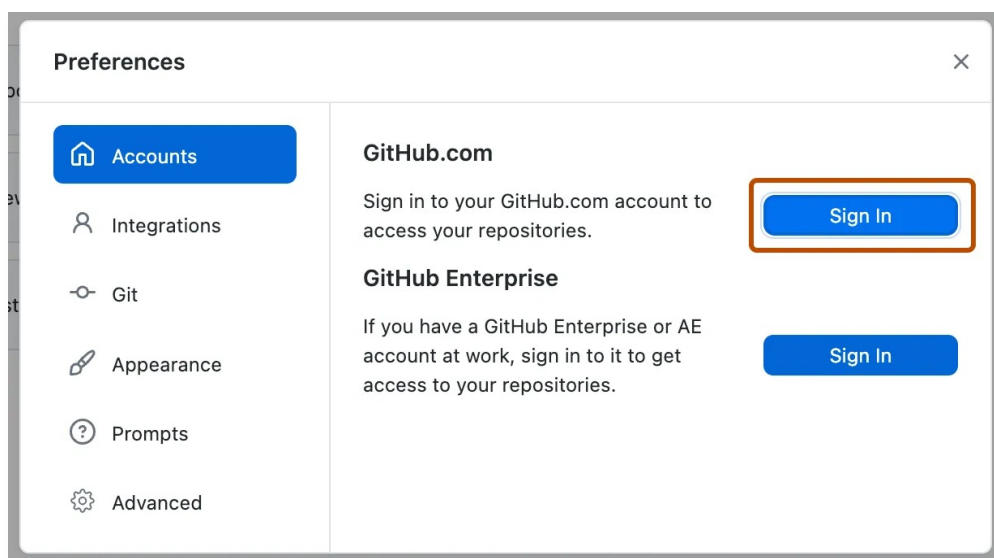 Preferences
Accounts
Integrations
Git
Appearance
Prompts
Advanced
GitHub.com
Sign in to your GitHub.com account to
access your repositories.
Sign In
GitHub Enterprise
If you have a GitHub Enterprise or AE
account at work, sign in to it to get
access to your repositories.
Sign In